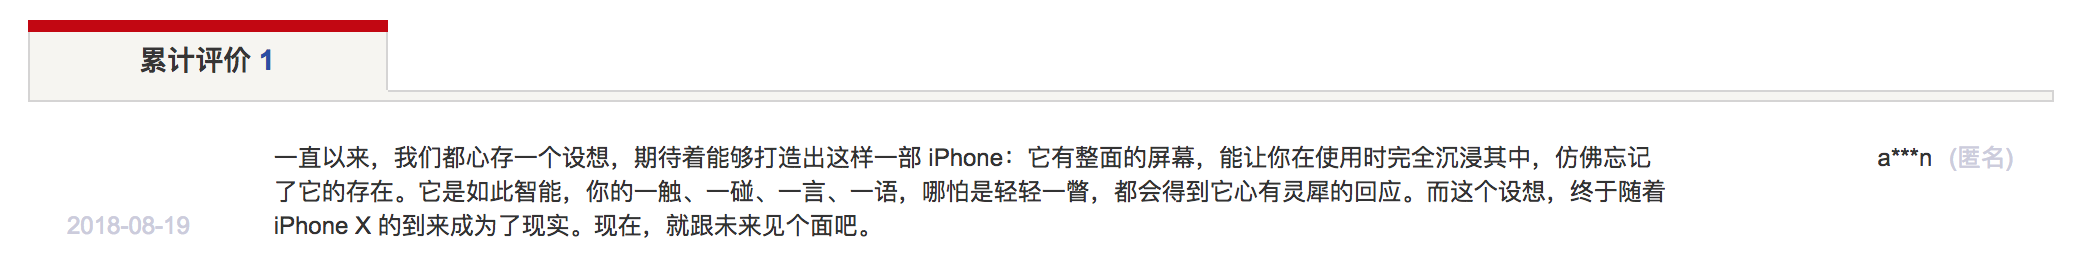 累计评价 1
一直以来，我们都心存一个设想，期待着能够打造出这样一部 iPhone：它有整面的屏幕，能让你在使用时完全沉浸其中，仿佛忘记
了它的存在。它是如此智能，你的一触、一碰、一言、一语，哪怕是轻轻一瞥，都会得到它心有灵犀的回应。而这个设想，终于随着
iPhone X 的到来成为了现实。现在，就跟未来见个面吧。
2018-08-19
a***n (匿名)